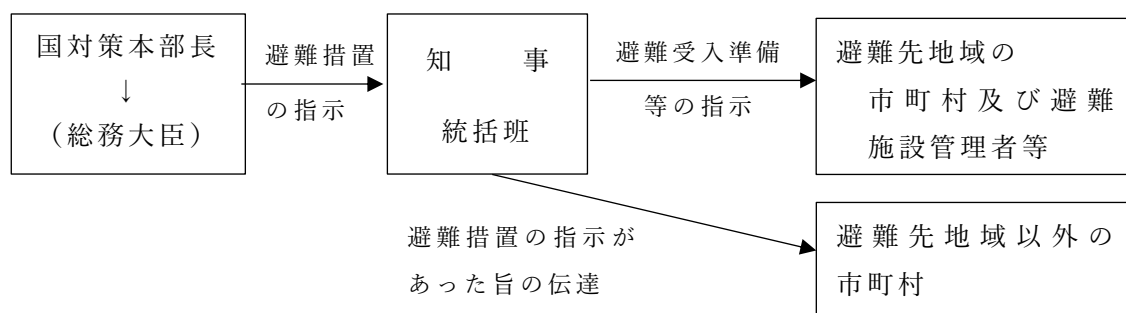 国対策本部長
↓
(総務大臣)
避難措置
の指示
知　事
統括班
避難受入準備
等の指示
避難先地域の
市町村及び避難
施設管理者等
避難措置の指示が
あった旨の伝達
避難先地域以外の
市町村